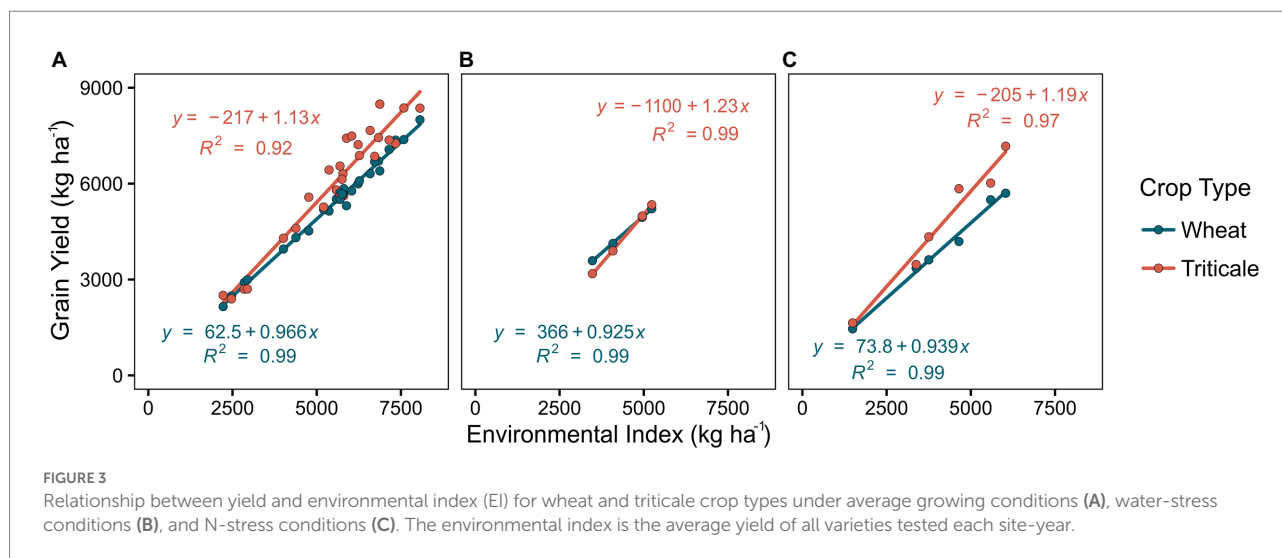 A
B
C
Grain Yield (kg ha⁻¹)
9000
6000
3000
0
y = −217 + 1.13x
R² = 0.92
y = 62.5 + 0.966x
R² = 0.99
y = −1100 + 1.23x
R² = 0.99
y = 366 + 0.925x
R² = 0.99
y = −205 + 1.19x
R² = 0.97
y = 73.8 + 0.939x
R² = 0.99
Crop Type
Wheat
Triticale
0 2500 5000 7500
0 2500 5000 7500
0 2500 5000 7500
Environmental Index (kg ha⁻¹)
FIGURE 3
Relationship between yield and environmental index (EI) for wheat and triticale crop types under average growing conditions (A), water-stress
conditions (B), and N-stress conditions (C). The environmental index is the average yield of all varieties tested each site-year.